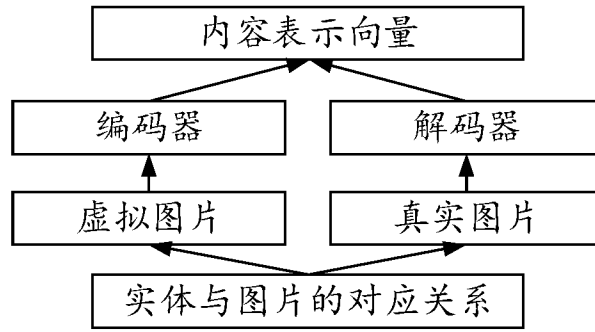 内容表示向量
编码器
解码器
虚拟图片
真实图片
实体与图片的对应关系